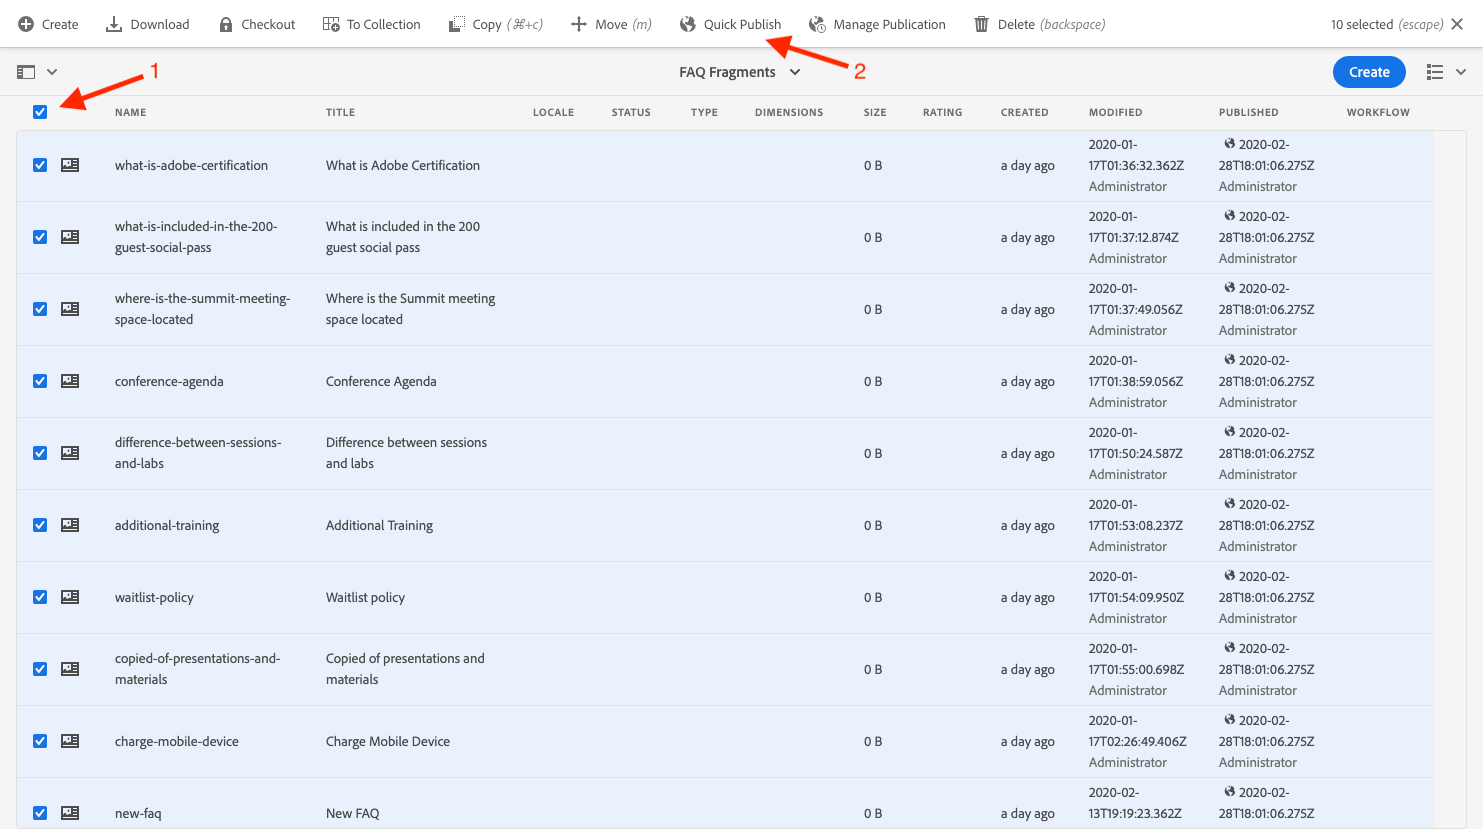 Create Download Checkout To Collection Copy (⌘+c) Move (m) Quick Publish Manage Publication Delete (backspace) 10 selected (escape)
1
FAQ Fragments
2
Create
NAME TITLE LOCALE STATUS TYPE DIMENSIONS SIZE RATING CREATED MODIFIED PUBLISHED WORKFLOW
what-is-adobe-certification What is Adobe Certification 0 B a day ago
2020-01-
17T01:36:32.362Z
Administrator
2020-02-
28T18:01:06.275Z
Administrator
what-is-included-in-the-200-
guest-social-pass
What is included in the 200
guest social pass
0 B a day ago
2020-01-
17T01:37:12.874Z
Administrator
2020-02-
28T18:01:06.275Z
Administrator
where-is-the-summit-meeting-
space-located
Where is the Summit meeting
space located
0 B a day ago
2020-01-
17T01:37:49.056Z
Administrator
2020-02-
28T18:01:06.275Z
Administrator
conference-agenda Conference Agenda 0 B a day ago
2020-01-
17T01:38:59.056Z
Administrator
2020-02-
28T18:01:06.275Z
Administrator
difference-between-sessions-
and-labs
Difference between sessions
and labs
0 B a day ago
2020-01-
17T01:50:24.587Z
Administrator
2020-02-
28T18:01:06.275Z
Administrator
additional-training Additional Training 0 B a day ago
2020-01-
17T01:53:08.237Z
Administrator
2020-02-
28T18:01:06.275Z
Administrator
waitlist-policy Waitlist policy 0 B a day ago
2020-01-
17T01:54:09.950Z
Administrator
2020-02-
28T18:01:06.275Z
Administrator
copied-of-presentations-and-
materials
Copied of presentations and
materials
0 B a day ago
2020-01-
17T01:55:00.698Z
Administrator
2020-02-
28T18:01:06.275Z
Administrator
charge-mobile-device Charge Mobile Device 0 B a day ago
2020-01-
17T02:26:49.406Z
Administrator
2020-02-
28T18:01:06.275Z
Administrator
new-faq New FAQ 0 B a day ago
2020-02-
13T19:19:23.362Z
2020-02-
28T18:01:06.275Z